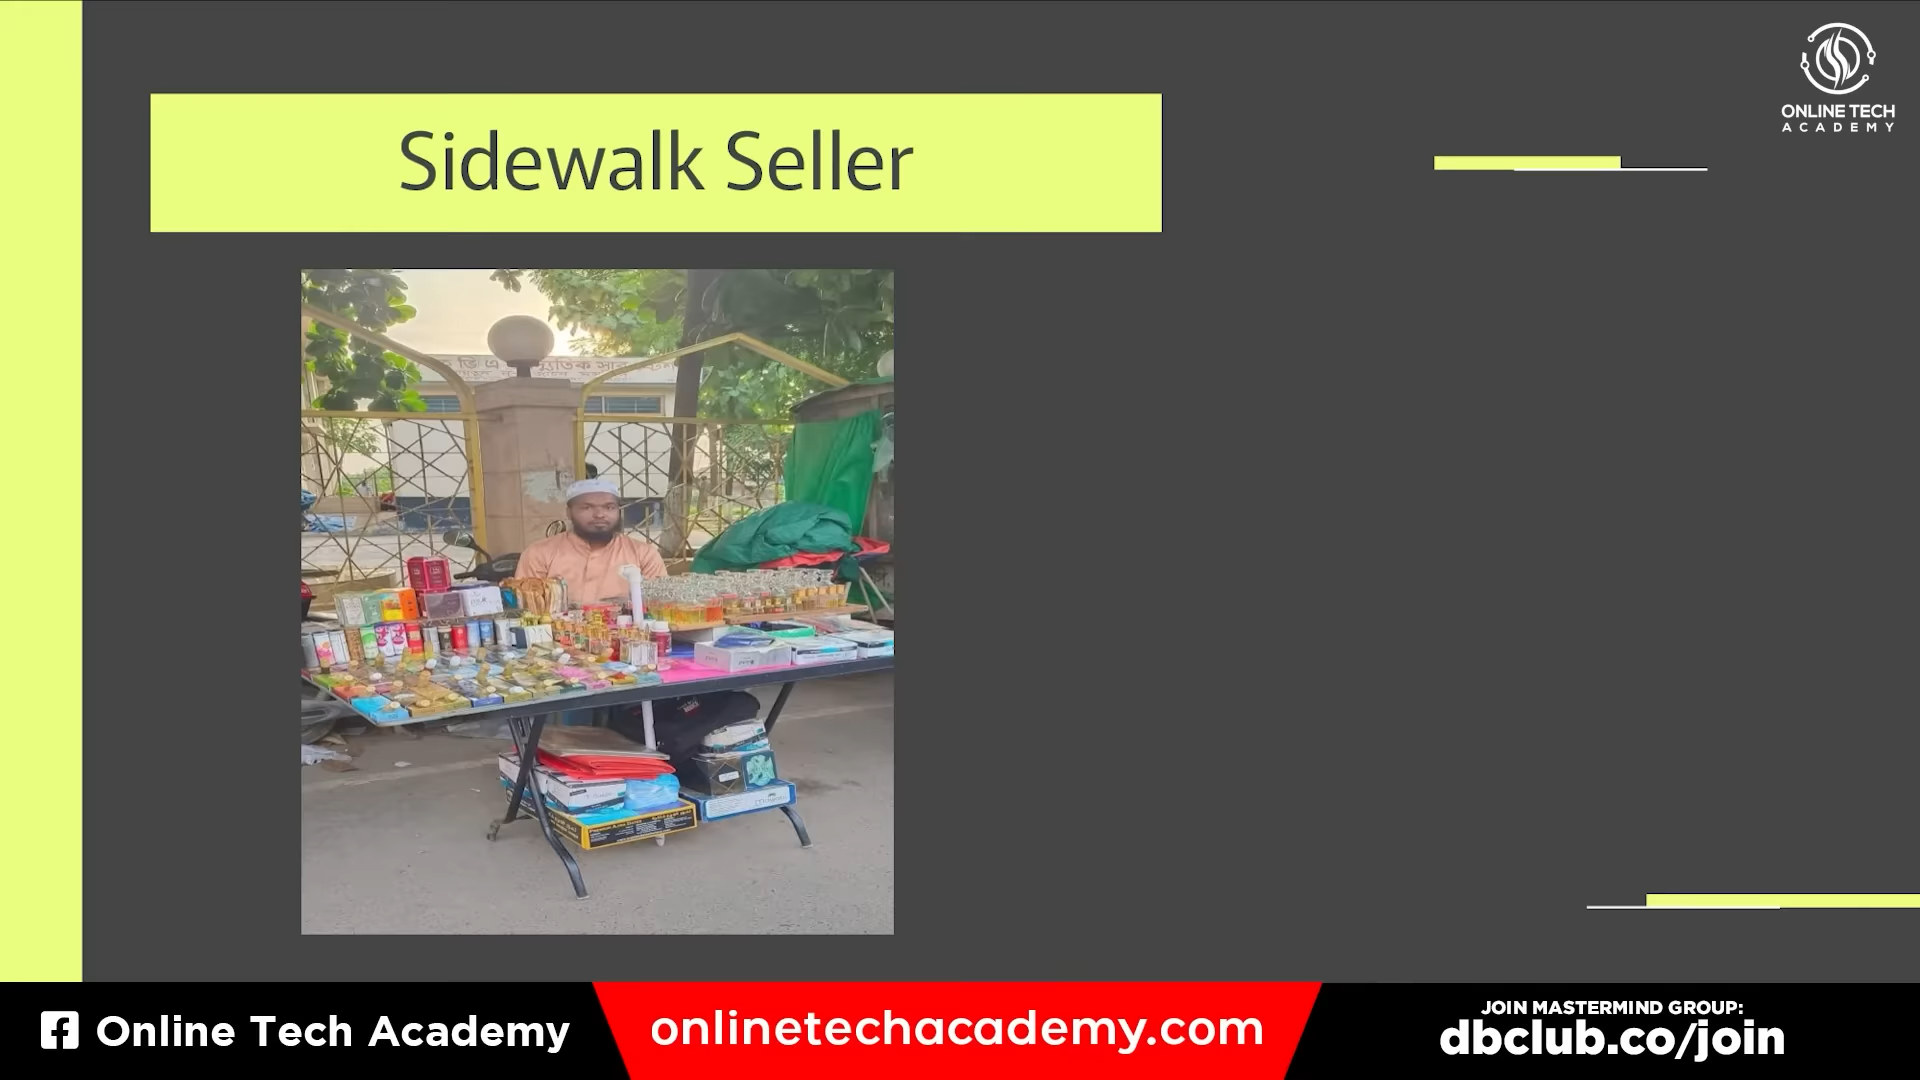 ONLINE TECH
ACADEMY
Sidewalk Seller
Online Tech Academy
onlinetechacademy.com
JOIN MASTERMIND GROUP:
dbclub.co/join